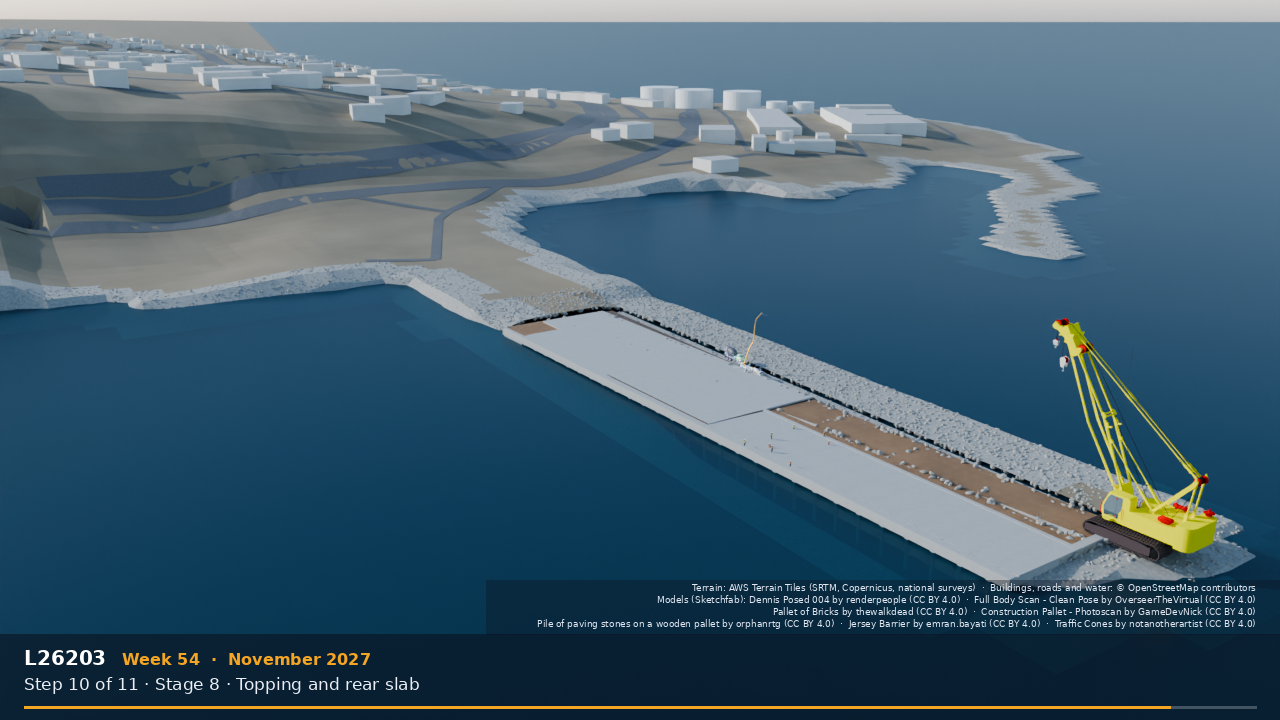 Terrain: AWS Terrain Tiles (SRTM, Copernicus, national surveys) · Buildings, roads and water: © OpenStreetMap contributors
Models (Sketchfab): Dennis Posed 004 by renderpeople (CC BY 4.0) · Full Body Scan - Clean Pose by OverseerTheVirtual (CC BY 4.0)
Pallet of Bricks by thewalkdead (CC BY 4.0) · Construction Pallet - Photoscan by GameDevNick (CC BY 4.0)
Pile of paving stones on a wooden pallet by orphanrtg (CC BY 4.0) · Jersey Barrier by emran.bayati (CC BY 4.0) · Traffic Cones by notanotherartist (CC BY 4.0)
L26203 Week 54 · November 2027
Step 10 of 11 · Stage 8 · Topping and rear slab